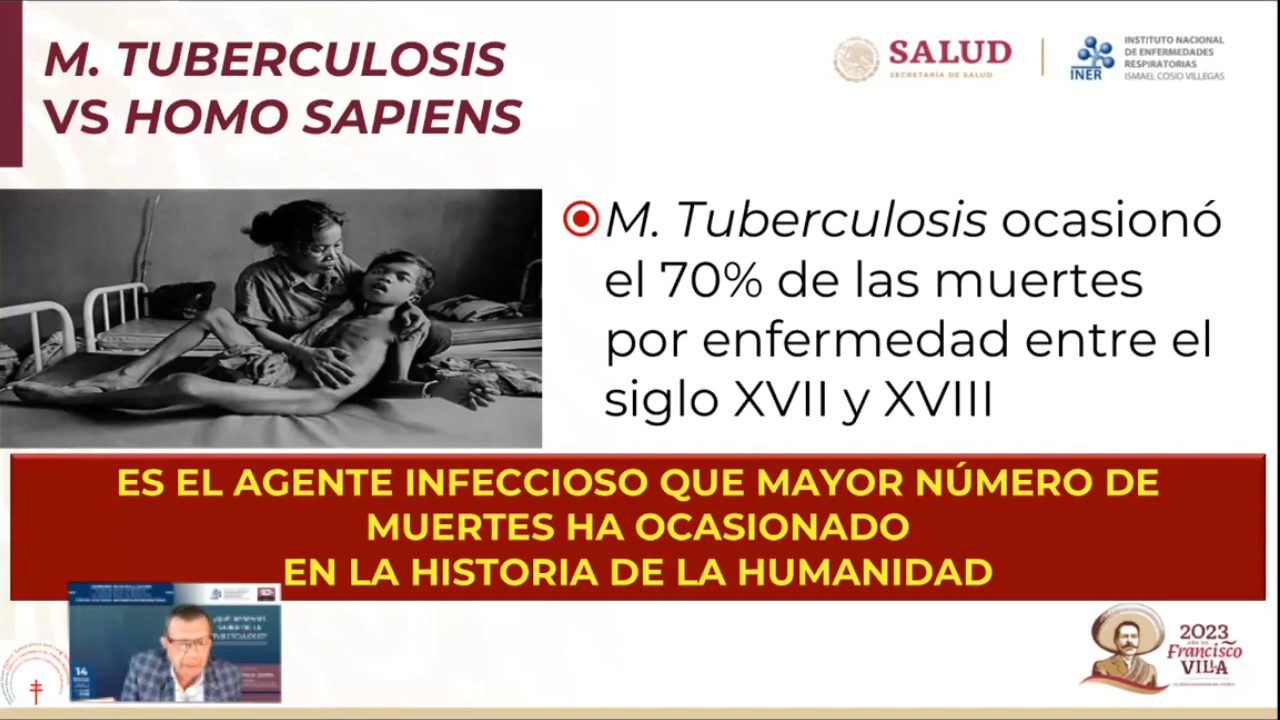 M. TUBERCULOSIS
VS HOMO SAPIENS
SALUD
SECRETARÍA DE SALUD
INER
INSTITUTO NACIONAL
DE ENFERMEDADES
RESPIRATORIAS
ISMAEL COSÍO VILLEGAS
M. Tuberculosis ocasionó
el 70% de las muertes
por enfermedad entre el
siglo XVII y XVIII
ES EL AGENTE INFECCIOSO QUE MAYOR NÚMERO DE
MUERTES HA OCASIONADO
EN LA HISTORIA DE LA HUMANIDAD
14
2023
Francisco
VILLA